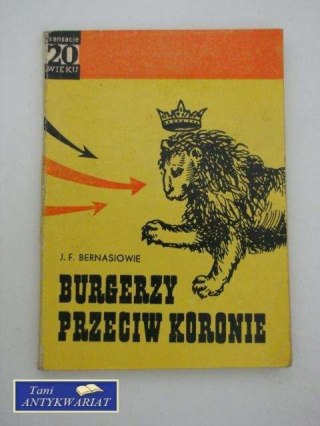 sensacje
20
WIEKU
J. F. BERNASIOWIE
BURGERZY
PRZECIW KORONIE
Tani
ANTYKWARIAT